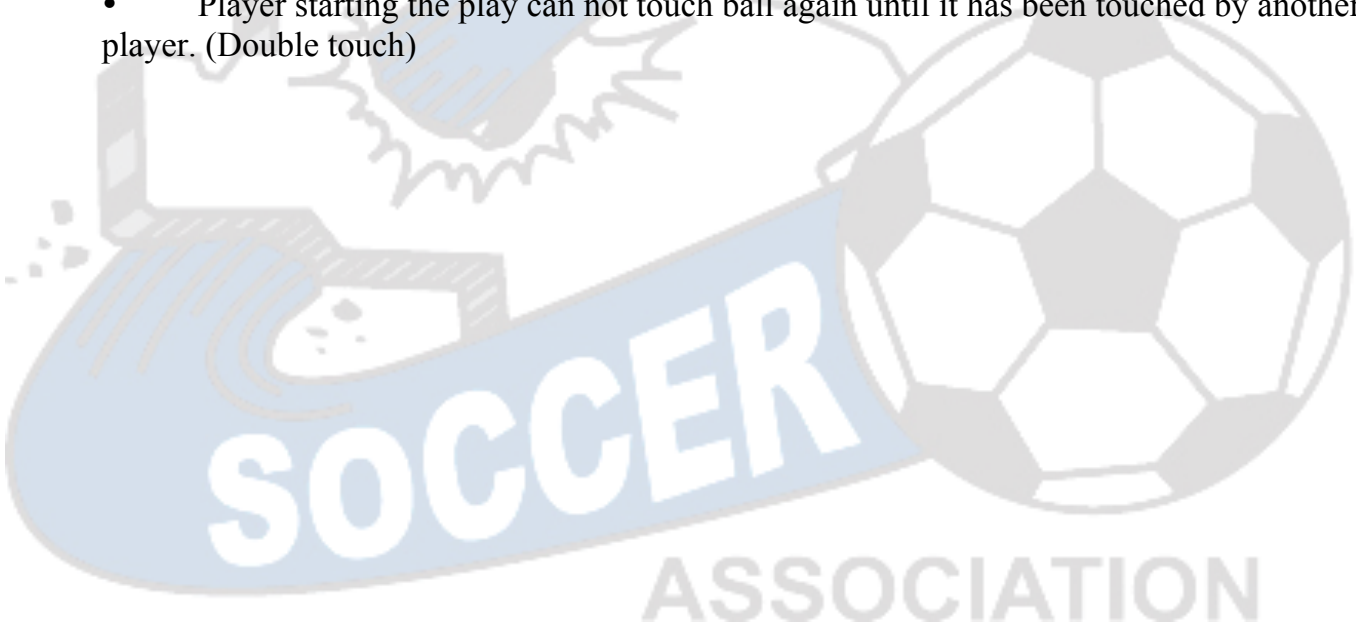 • Player starting the play can not touch ball again until it has been touched by another
player. (Double touch)
SOCCER
ASSOCIATION